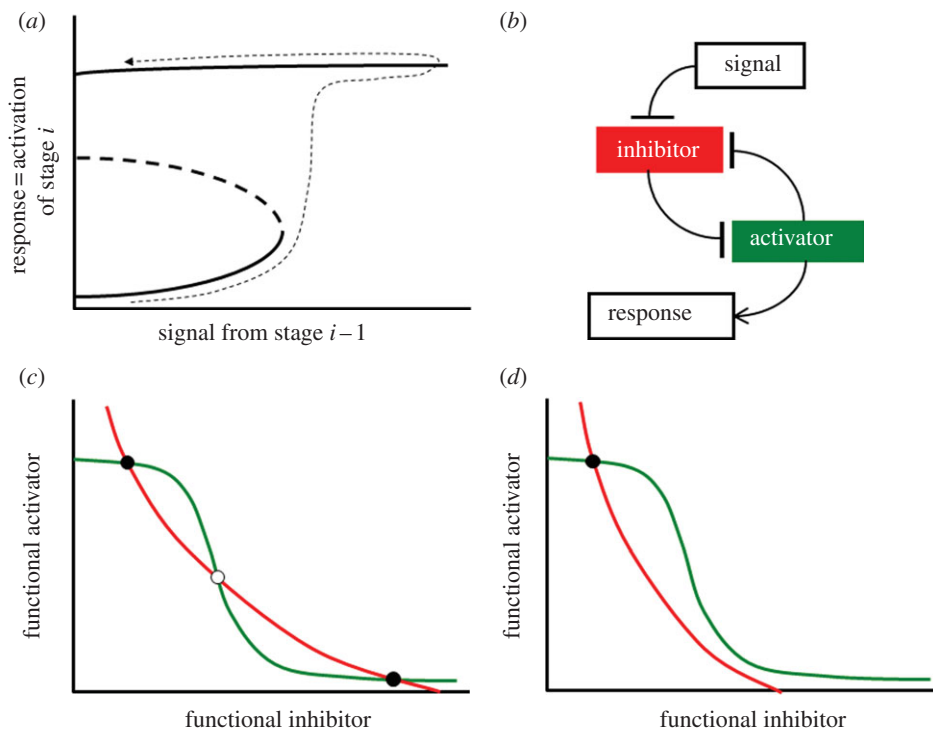 (a)
response = activation
of stage i
signal from stage i – 1
(b)
signal
inhibitor
activator
response
(c)
functional activator
functional inhibitor
(d)
functional activator
functional inhibitor